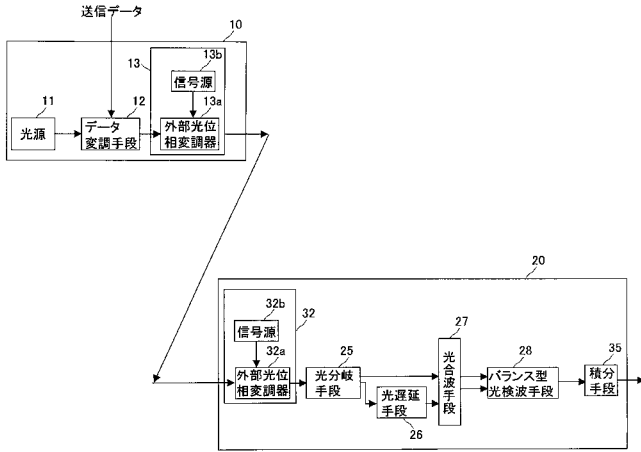 送信データ
10
13
13b
信号源
11
12
13a
光源
データ
変調手段
外部光位
相変調器
20
32b
32
信号源
32a
25
27
28
35
外部光位
相変調器
光分岐
手段
光合波手段
バランス型
光検波手段
積分
手段
光遅延
手段
26